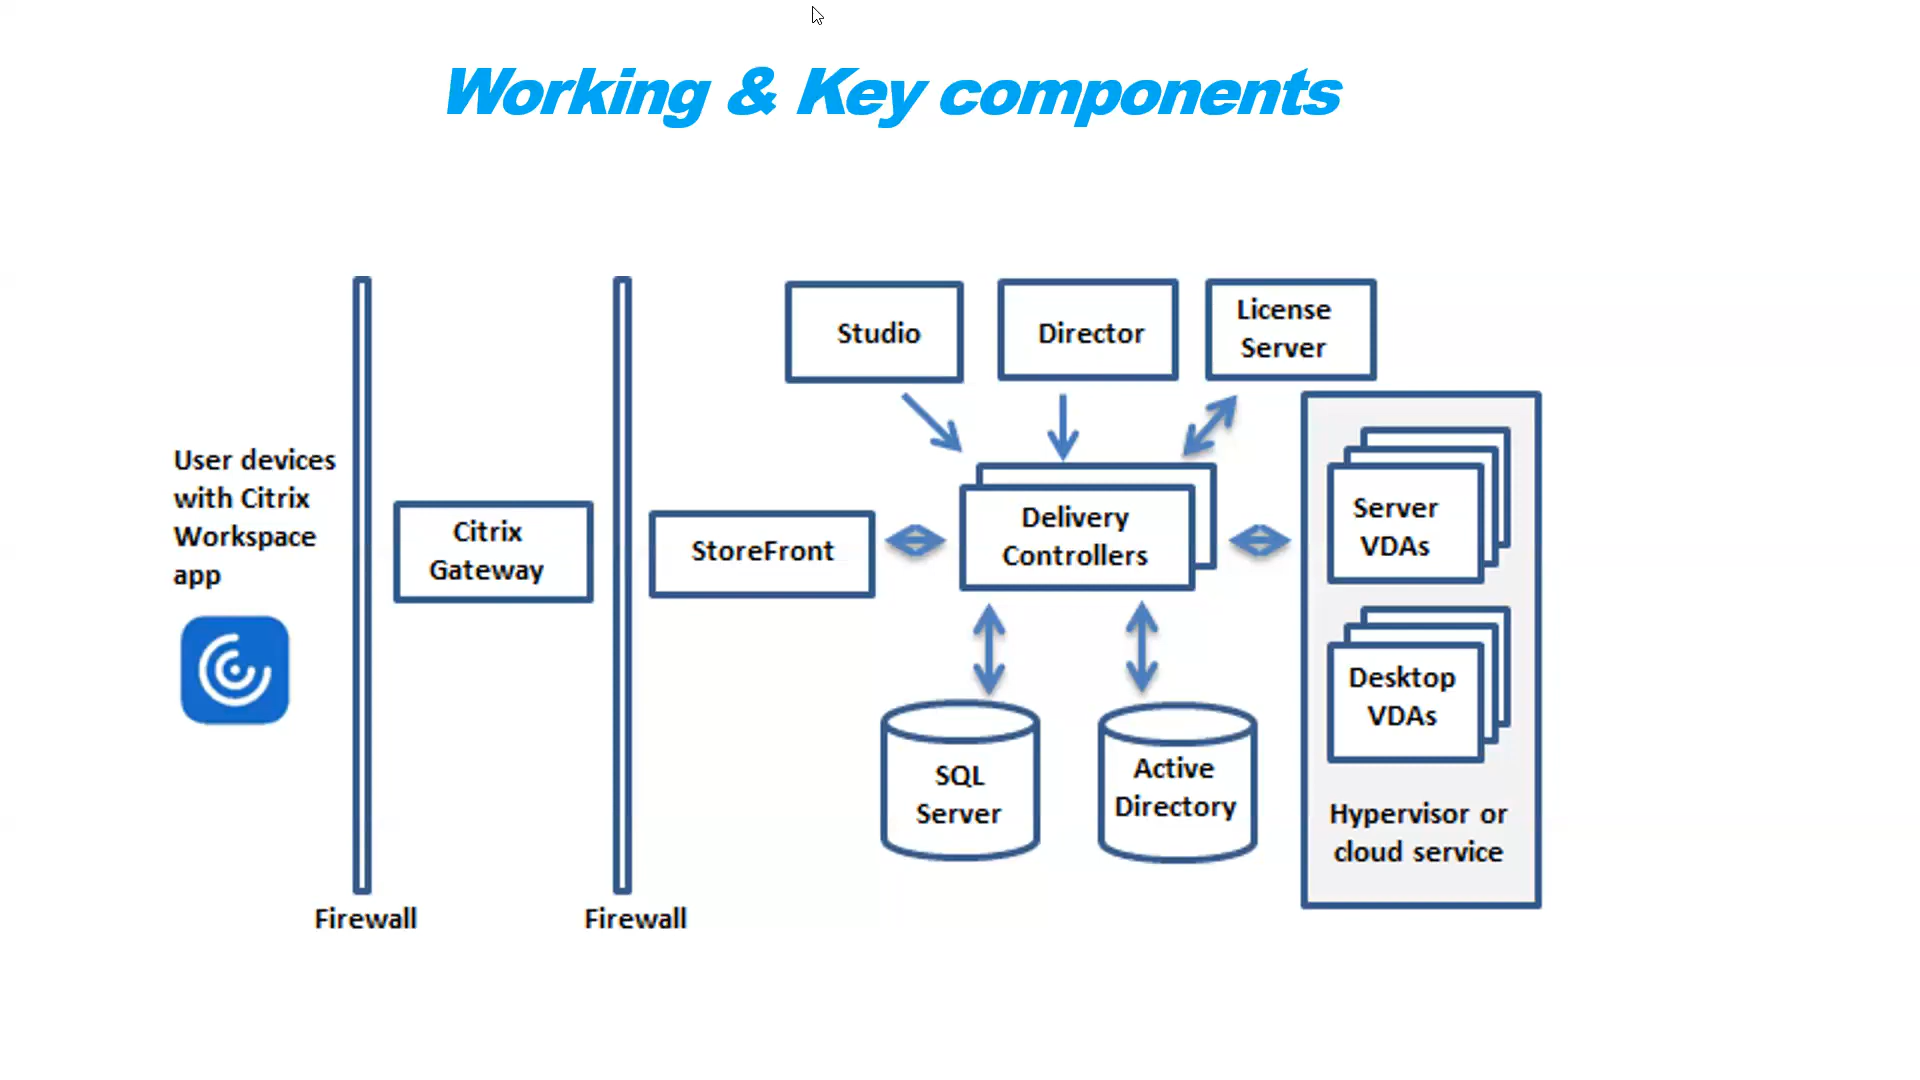 Working & Key components
User devices
with Citrix
Workspace
app
Firewall
Citrix
Gateway
Firewall
StoreFront
Studio
Director
License
Server
Delivery
Controllers
SQL
Server
Active
Directory
Server
VDAs
Desktop
VDAs
Hypervisor or
cloud service